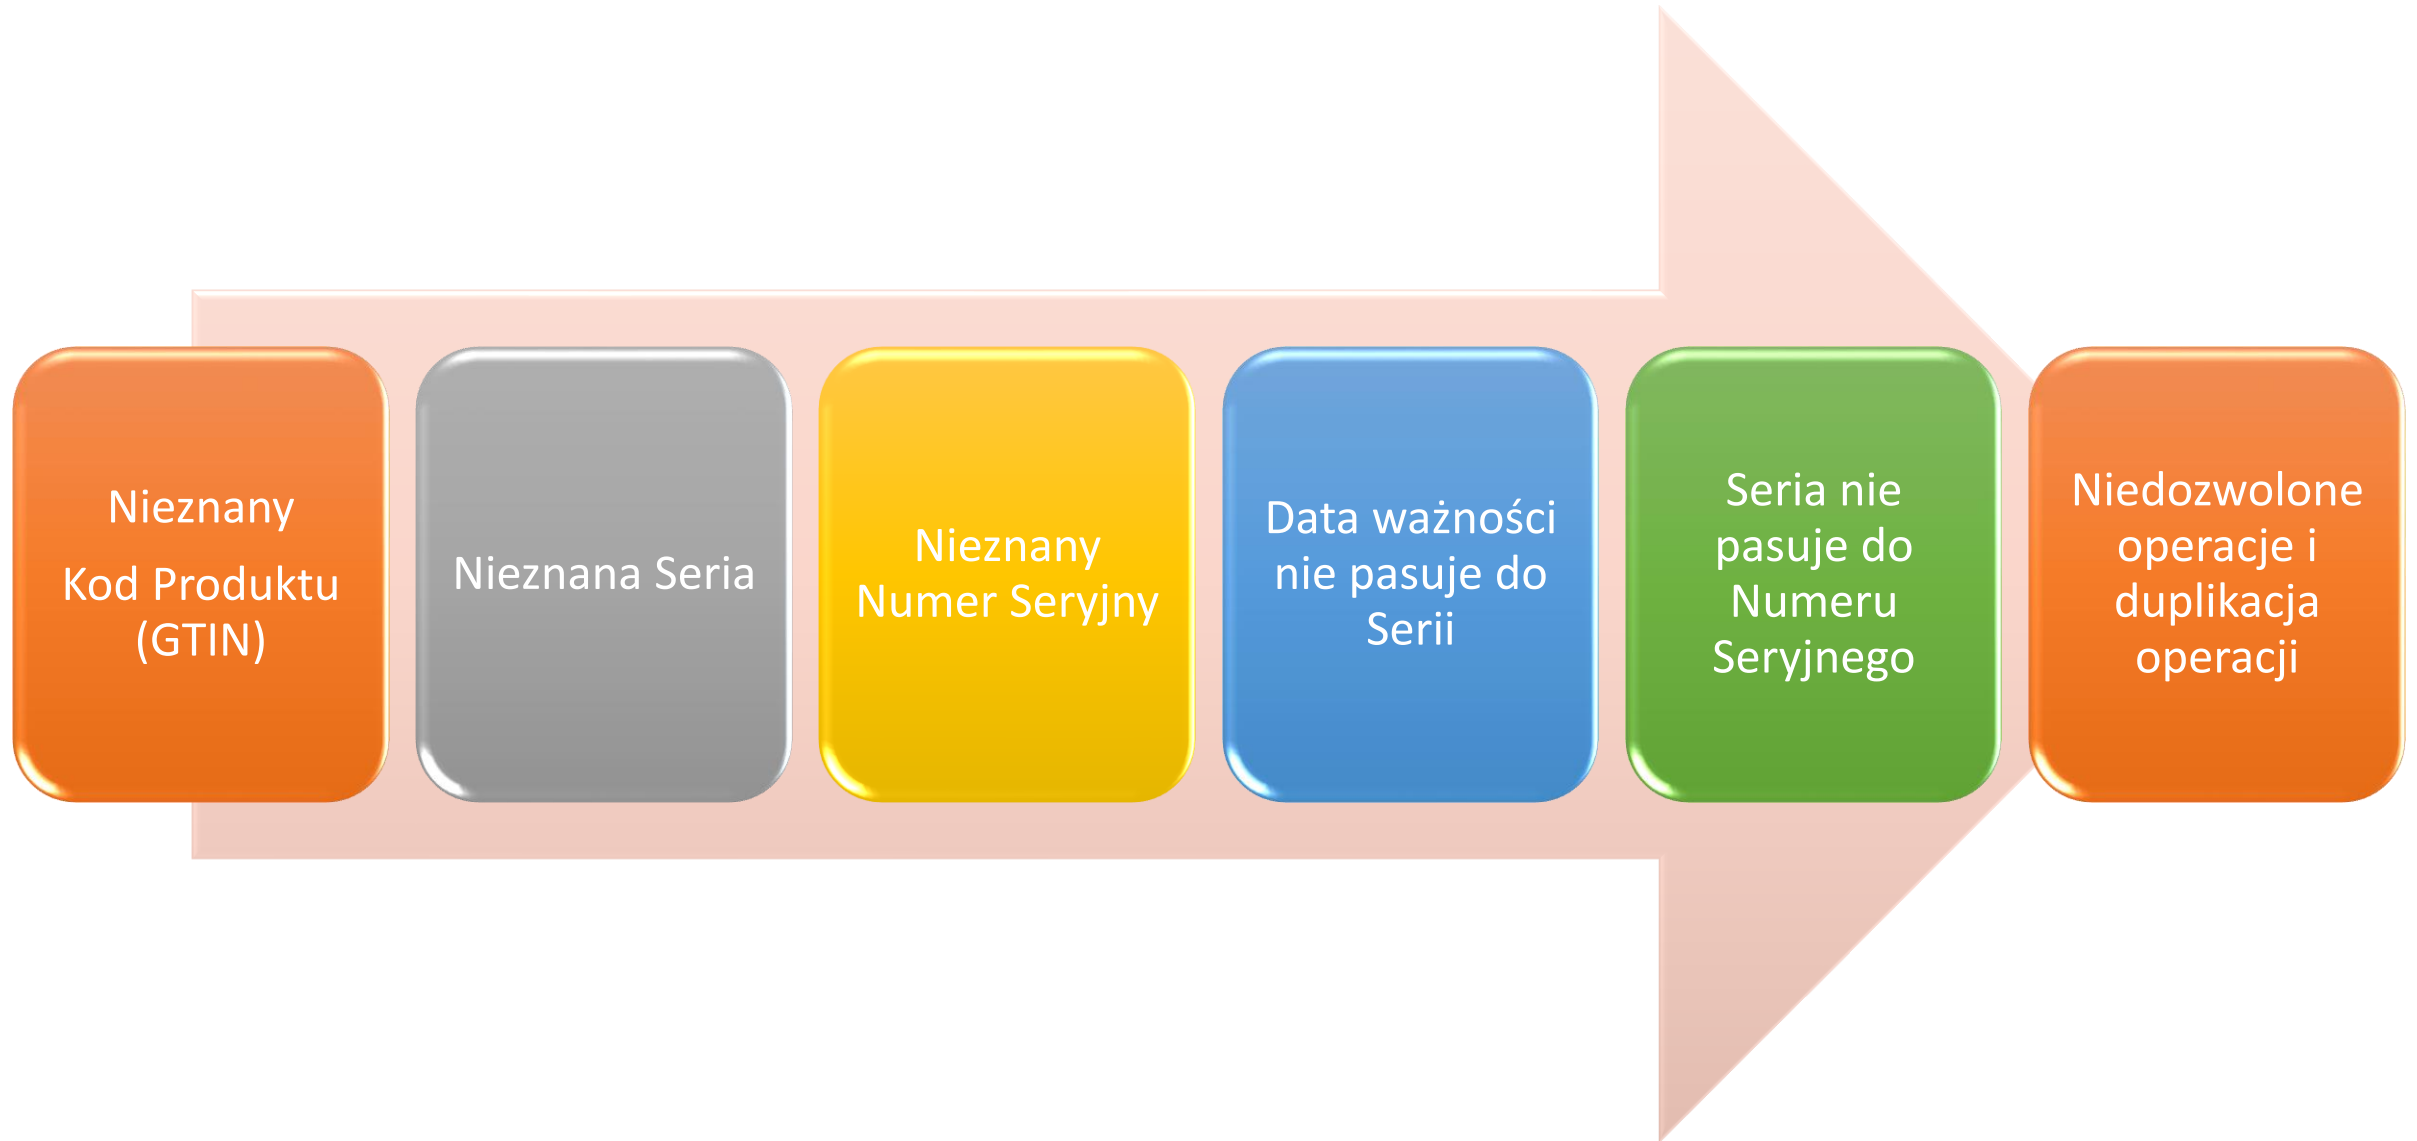 Nieznany
Kod Produktu
(GTIN)
Nieznana Seria
Nieznany
Numer Seryjny
Data ważności
nie pasuje do
Serii
Seria nie
pasuje do
Numeru
Seryjnego
Niedozwolone
operacje i
duplikacja
operacji